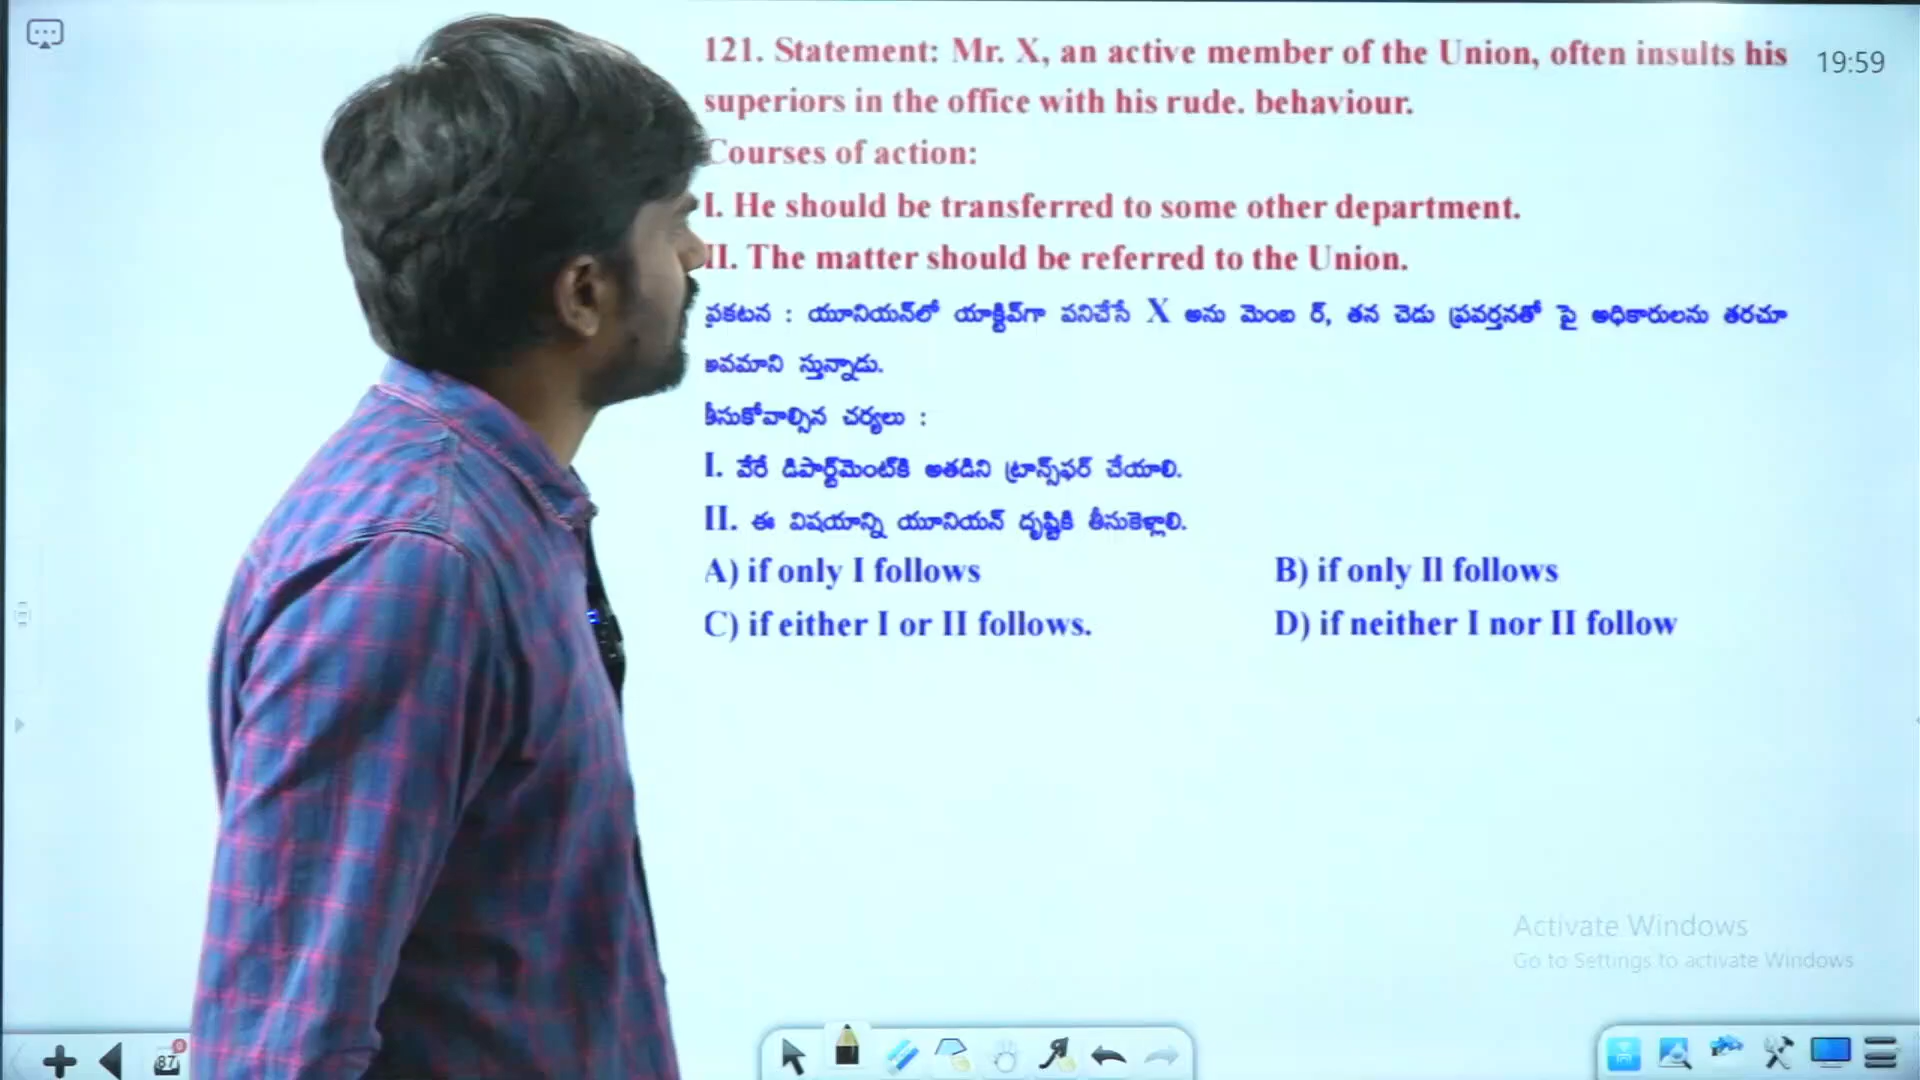 121. Statement: Mr. X, an active member of the Union, often insults his
19:59
superiors in the office with his rude. behaviour.
Courses of action:
I. He should be transferred to some other department.
II. The matter should be referred to the Union.
ప్రకటన : యూనియన్‌లో యాక్టివ్‌గా పనిచేసే X అను మెంబ ర్, తన చెడు ప్రవర్తనతో పై అధికారులను తరచూ
అవమాని స్తున్నాడు.
తీసుకోవాల్సిన చర్యలు :
I. వేరే డిపార్ట్‌మెంట్‌కి అతడిని ట్రాన్స్‌ఫర్ చేయాలి.
II. ఈ విషయాన్ని యూనియన్ దృష్టికి తీసుకెళ్లాలి.
A) if only I follows B) if only Il follows
C) if either I or II follows. D) if neither I nor II follow
Activate Windows
Go to Settings to activate Windows
87
0